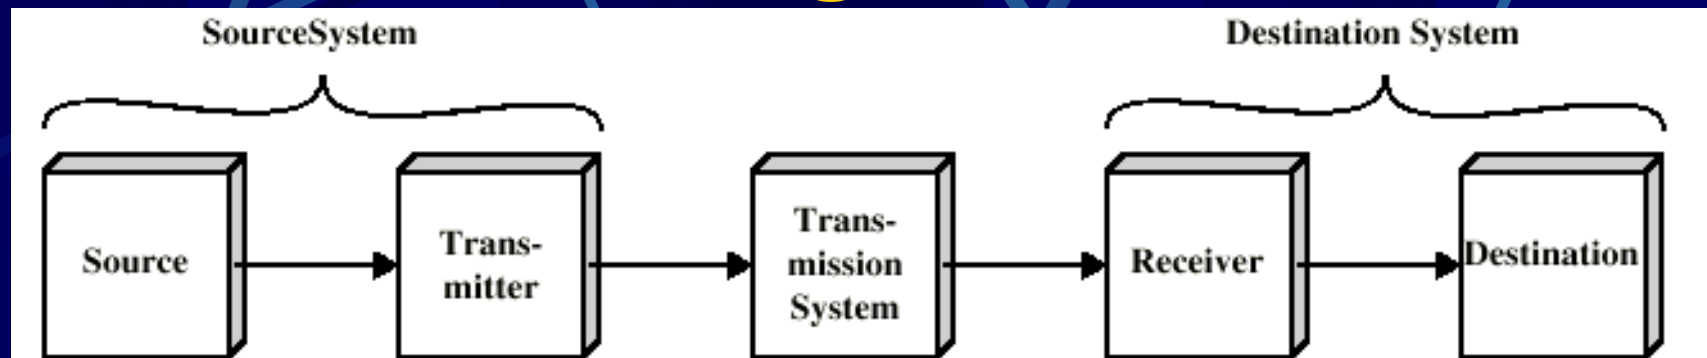 SourceSystem
Destination System
Source
Trans-
mitter
Trans-
mission
System
Receiver
Destination